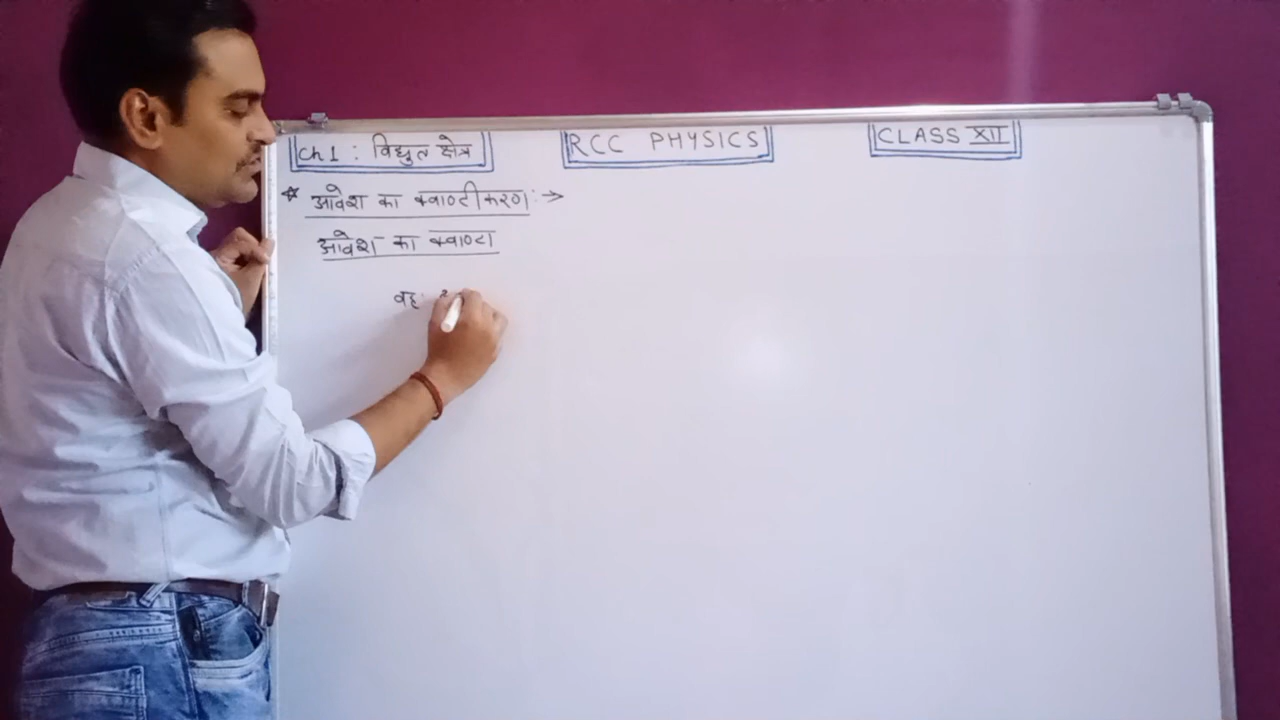 Ch 1 : विद्युत क्षेत्र
RCC PHYSICS
CLASS XII
* आवेश का क्वाण्टीकरण :→
आवेश का क्वाण्टा
वह